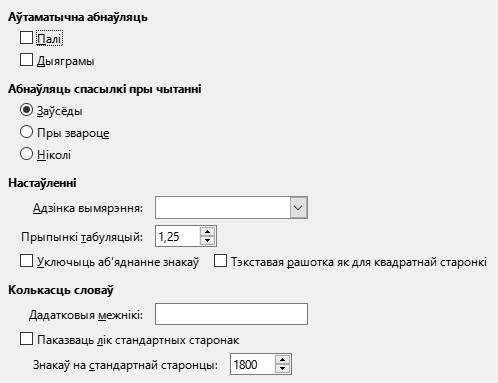 Аўтаматычна абнаўляць
Палі
Дыяграмы
Абнаўляць спасылкі пры чытанні
Заўсёды
Пры звароце
Ніколі
Настаўленні
Адзінка вымярэння:
Прыпынкі табуляцый: 1,25
Уключыць аб'яднанне знакаў Тэкставая рашотка як для квадратнай старонкі
Колькасць словаў
Дадатковыя межнікі:
Паказваць лік стандартных старонак
Знакаў на стандартнай старонцы: 1800